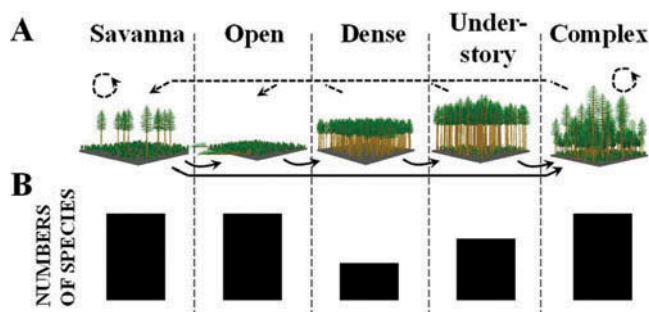 A
Savanna
Open
Dense
Under-
story
Complex
B
NUMBERS
OF SPECIES